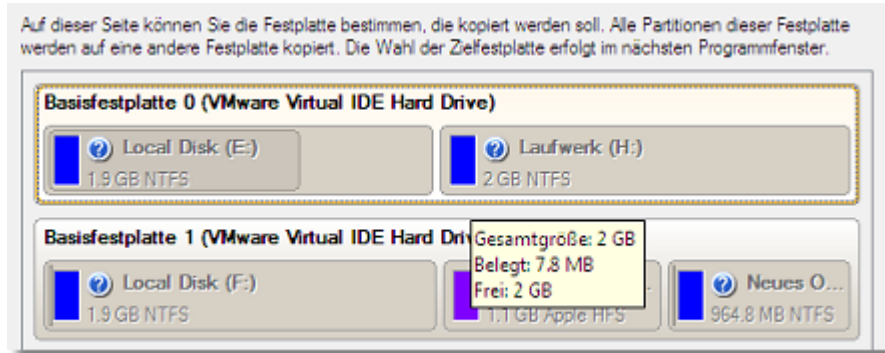 Auf dieser Seite können Sie die Festplatte bestimmen, die kopiert werden soll. Alle Partitionen dieser Festplatte
werden auf eine andere Festplatte kopiert. Die Wahl der Zielfestplatte erfolgt im nächsten Programmfenster.
Basisfestplatte 0 (VMware Virtual IDE Hard Drive)
Local Disk (E:)
1.9 GB NTFS
Laufwerk (H:)
2 GB NTFS
Basisfestplatte 1 (VMware Virtual IDE Hard
Gesamtgröße: 2 GB
Belegt: 7.8 MB
Frei: 2 GB
Local Disk (F:)
1.9 GB NTFS
1.1 GB Apple HFS
Neues O...
964.8 MB NTFS